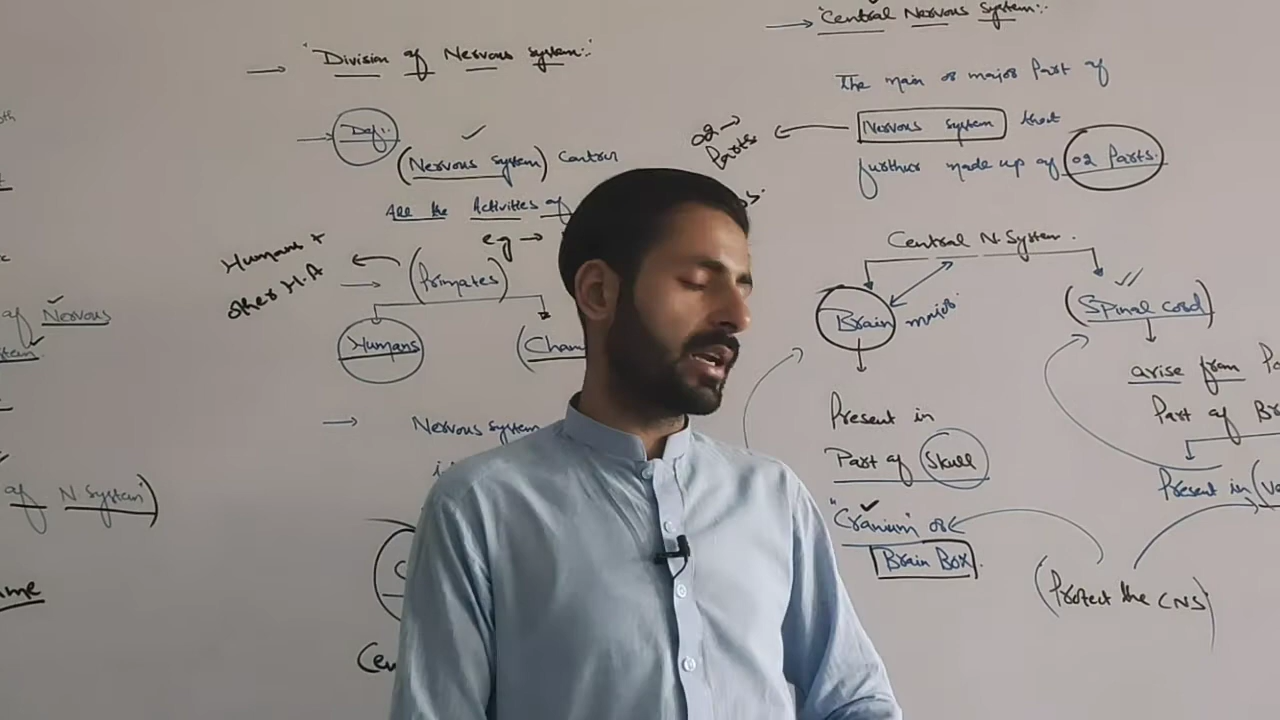 of Nervous
of N System)
"Division of Nervous system:"
Def:
(Nervous system) Control
All the Activities of
eg →
Humans +
other H.A
(Primates)
Humans
Nervous system
"Central Nervous System:
The main or major Part of
Nervous system that
further made up of 02 Parts.
02 →
Parts
Central N. System.
Brain major
Spinal cord
Present in
Part of Skull
"Cranium" or
Brain Box.
arise from
Part of
Present in
(Protect the CNS)